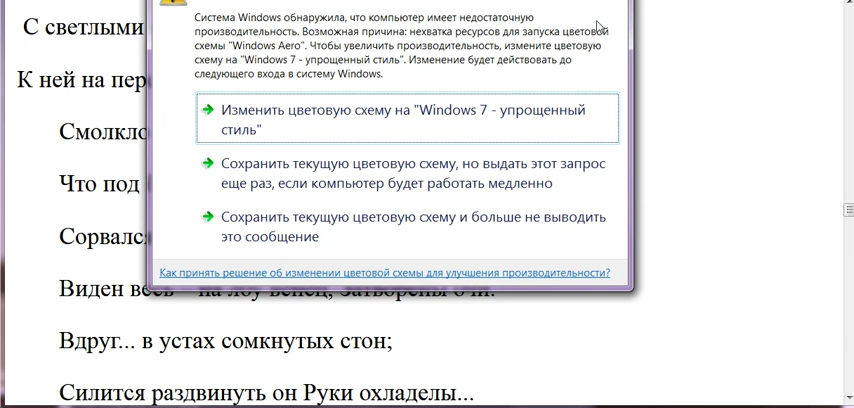 Система Windows обнаружила, что компьютер имеет недостаточную
производительность. Возможная причина: нехватка ресурсов для запуска цветовой
схемы "Windows Aero". Чтобы увеличить производительность, измените цветовую
схему на "Windows 7 - упрощенный стиль". Изменение будет действовать до
следующего входа в систему Windows.
Изменить цветовую схему на "Windows 7 - упрощенный
стиль"
Сохранить текущую цветовую схему, но выдать этот запрос
еще раз, если компьютер будет работать медленно
Сохранить текущую цветовую схему и больше не выводить
это сообщение
Как принять решение об изменении цветовой схемы для улучшения производительности?
С светлыми
К ней на
Что под
Виден
Вдруг... в устах сомкнутых стон;
Силится раздвинуть он Руки охладелы...